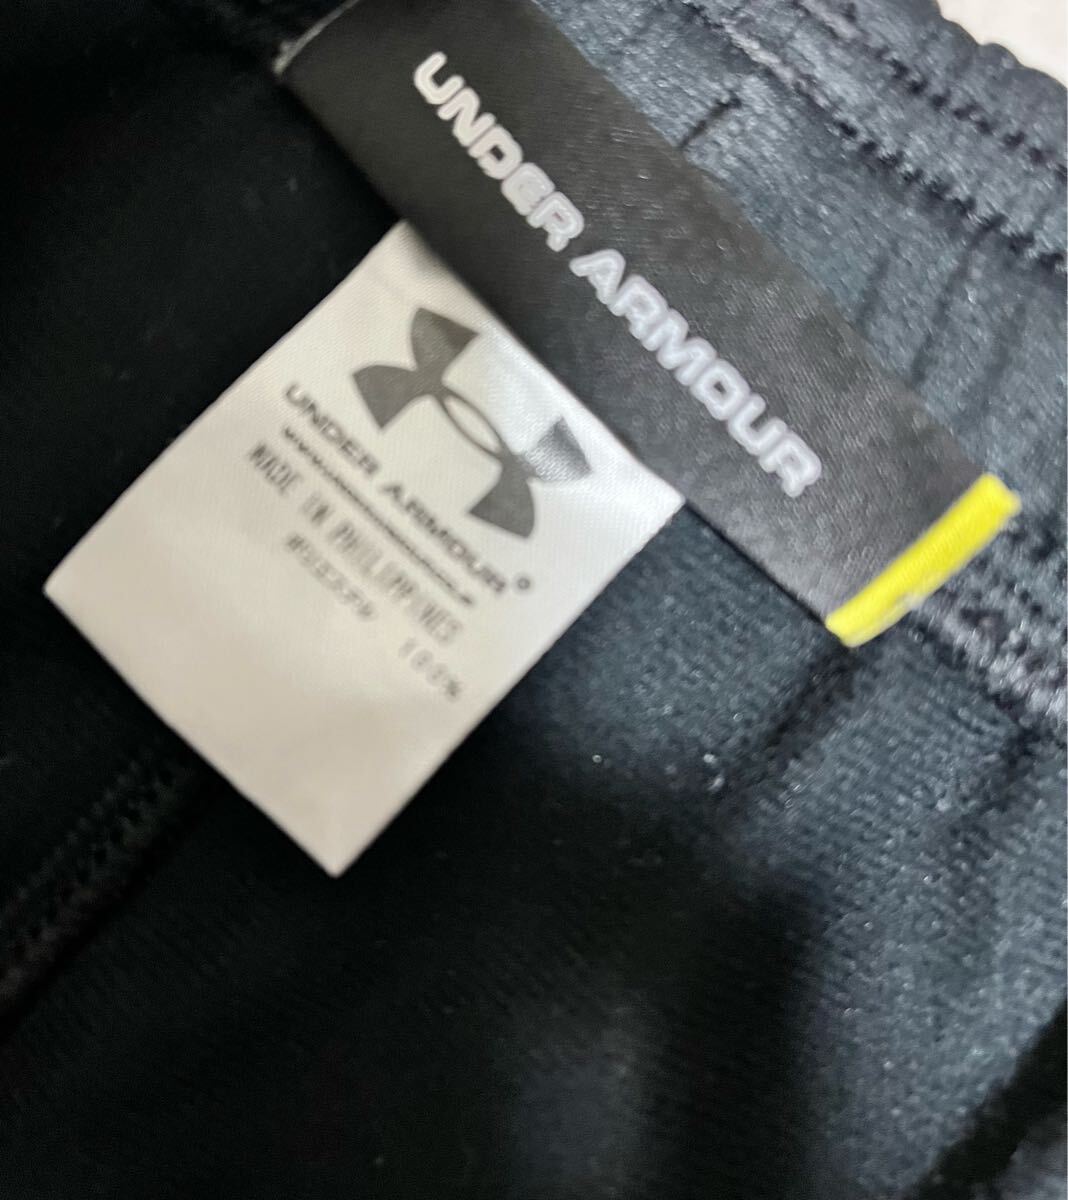 UNDER ARMOUR
UNDER ARMOUR®
MADE IN PHILIPPINES
100%